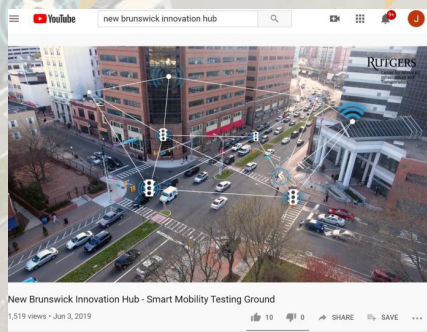 YouTube
new brunswick innovation hub
9+
J
RUTGERS
New Brunswick Innovation Hub - Smart Mobility Testing Ground
1,519 views • Jun 3, 2019
10
0
SHARE
SAVE